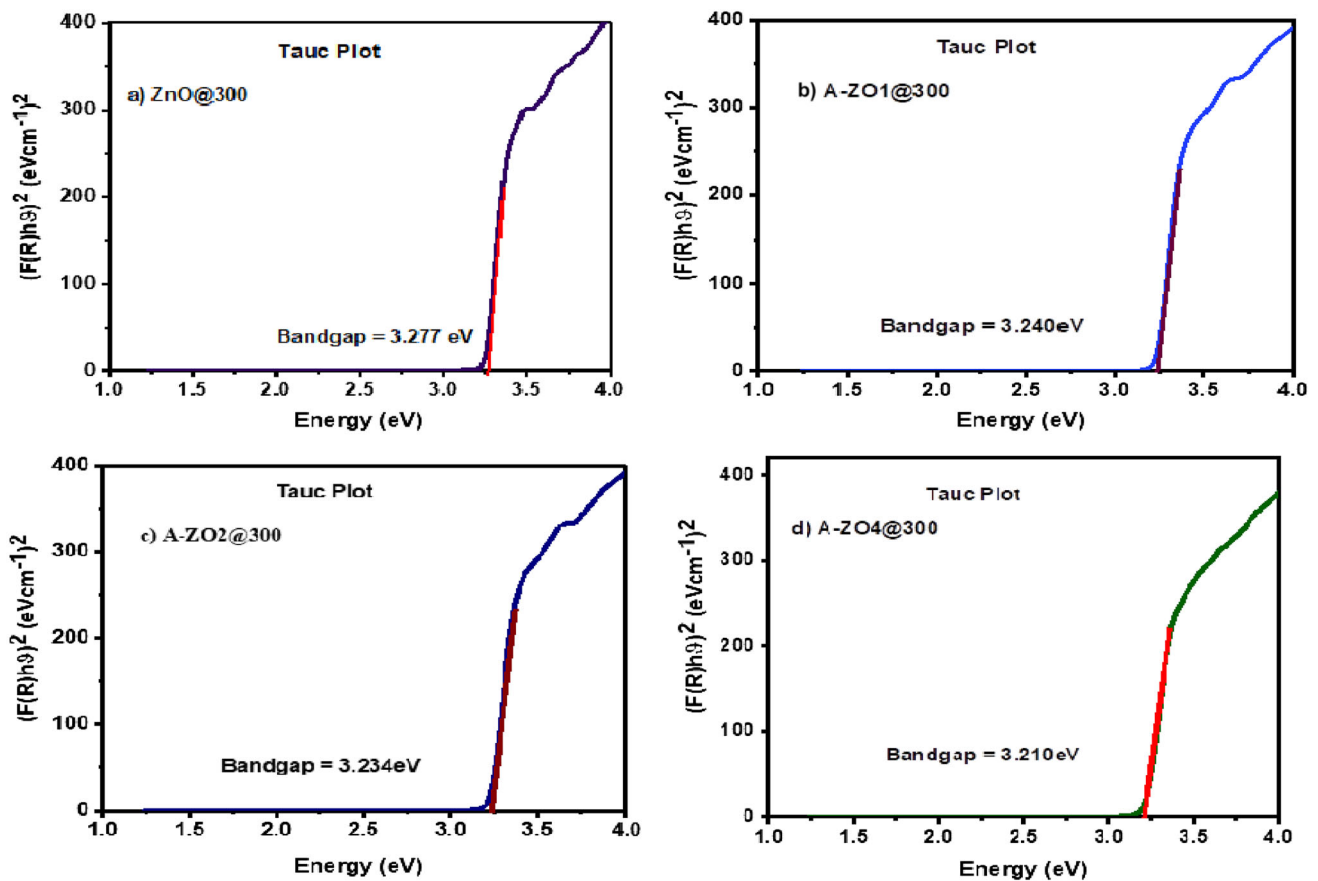 Tauc Plot
a) ZnO@300
Bandgap = 3.277 eV
(F(R)hϑ)² (eVcm⁻¹)²
400
300
200
100
0
1.0 1.5 2.0 2.5 3.0 3.5 4.0
Energy (eV)
Tauc Plot
b) A-ZO1@300
Bandgap = 3.240eV
(F(R)hϑ)² (eVcm⁻¹)²
400
300
200
100
0
1.0 1.5 2.0 2.5 3.0 3.5 4.0
Energy (eV)
Tauc Plot
c) A-ZO2@300
Bandgap = 3.234eV
(F(R)hϑ)² (eVcm⁻¹)²
400
300
200
100
0
1.0 1.5 2.0 2.5 3.0 3.5 4.0
Energy (eV)
Tauc Plot
d) A-ZO4@300
Bandgap = 3.210eV
(F(R)hϑ)² (eVcm⁻¹)²
400
300
200
100
0
1.0 1.5 2.0 2.5 3.0 3.5 4.0
Energy (eV)